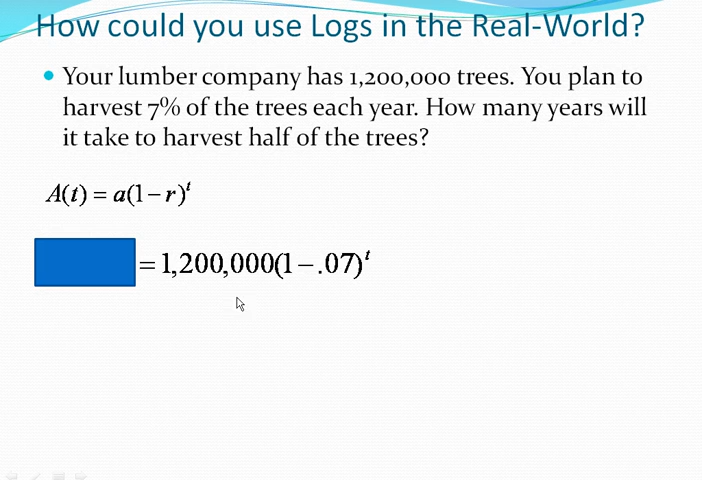 How could you use Logs in the Real-World?
• Your lumber company has 1,200,000 trees. You plan to
harvest 7% of the trees each year. How many years will
it take to harvest half of the trees?
A(t) = a(1 − r)^t
= 1,200,000(1 − .07)^t